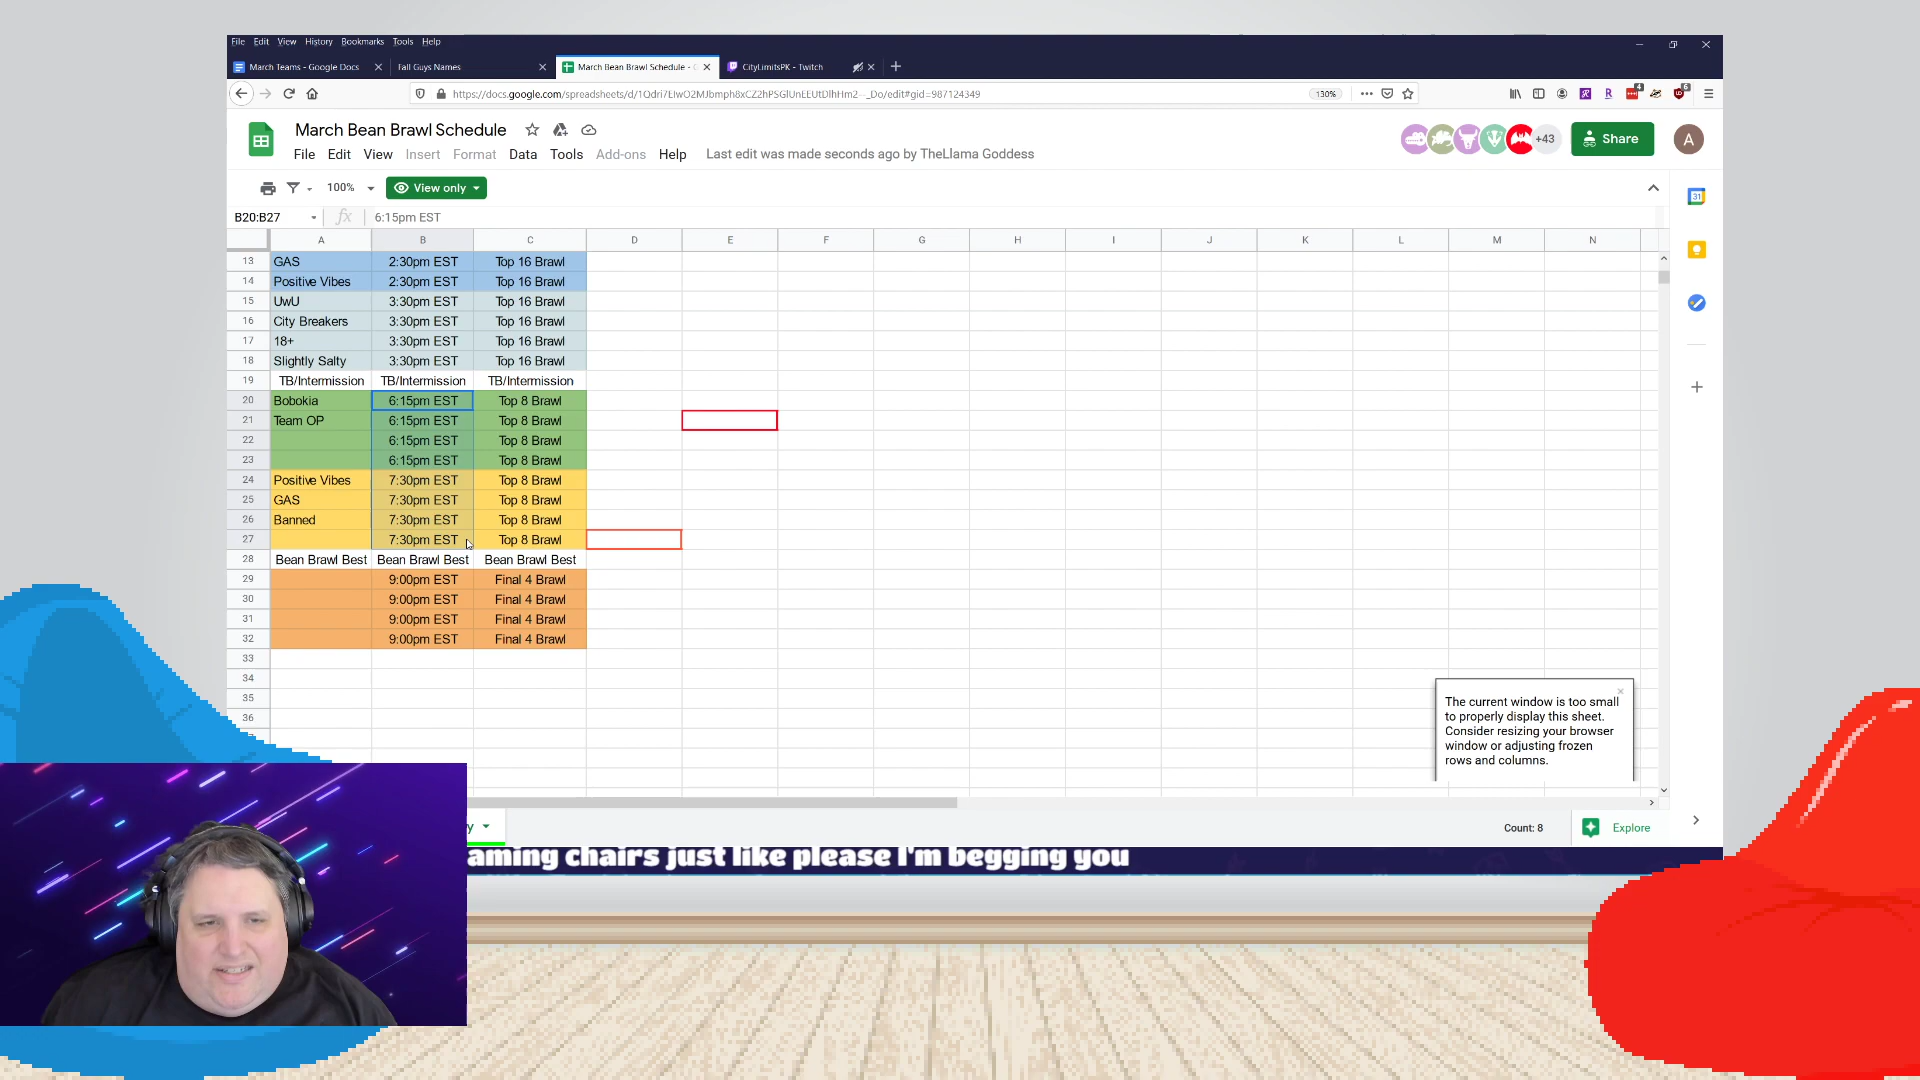 File Edit View History Bookmarks Tools Help
March Teams - Google Docs
Fall Guys Names
March Bean Brawl Schedule -
CityLimitsPK - Twitch
130%
March Bean Brawl Schedule
+43
Share
A
File Edit View Insert Format Data Tools Add-ons Help
Last edit was made seconds ago by TheLlama Goddess
100%
View only
31
B20:B27
fx
6:15pm EST
A B C D E F G H I J K L M N
13 GAS 2:30pm EST Top 16 Brawl
14 Positive Vibes 2:30pm EST Top 16 Brawl
15 UwU 3:30pm EST Top 16 Brawl
16 City Breakers 3:30pm EST Top 16 Brawl
17 18+ 3:30pm EST Top 16 Brawl
18 Slightly Salty 3:30pm EST Top 16 Brawl
19 TB/Intermission TB/Intermission TB/Intermission
20 Bobokia 6:15pm EST Top 8 Brawl
21 Team OP 6:15pm EST Top 8 Brawl
22 6:15pm EST Top 8 Brawl
23 6:15pm EST Top 8 Brawl
24 Positive Vibes 7:30pm EST Top 8 Brawl
25 GAS 7:30pm EST Top 8 Brawl
26 Banned 7:30pm EST Top 8 Brawl
27 7:30pm EST Top 8 Brawl
28 Bean Brawl Best Bean Brawl Best Bean Brawl Best
29 9:00pm EST Final 4 Brawl
30 9:00pm EST Final 4 Brawl
31 9:00pm EST Final 4 Brawl
32 9:00pm EST Final 4 Brawl
33
34
35
36
The current window is too small
to properly display this sheet.
Consider resizing your browser
window or adjusting frozen
rows and columns.
y
Count: 8
Explore
aming chairs just like please I'm begging you